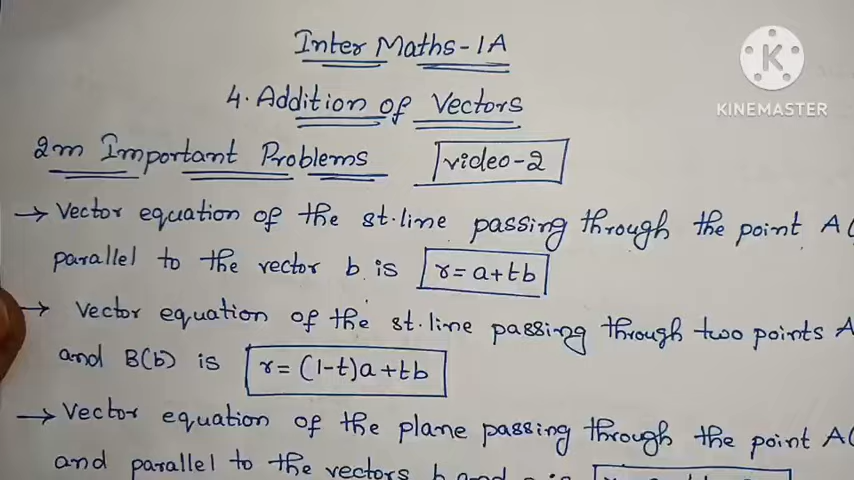 Inter Maths-1A
K
KINEMASTER
4. Addition of Vectors
2m Important Problems video-2
→ Vector equation of the st.line passing through the point A(
parallel to the vector b is r=a+tb
→ Vector equation of the st.line passing through two points A
and B(b) is r=(1-t)a+tb
→ Vector equation of the plane passing through the point A(
and parallel to the vectors b and